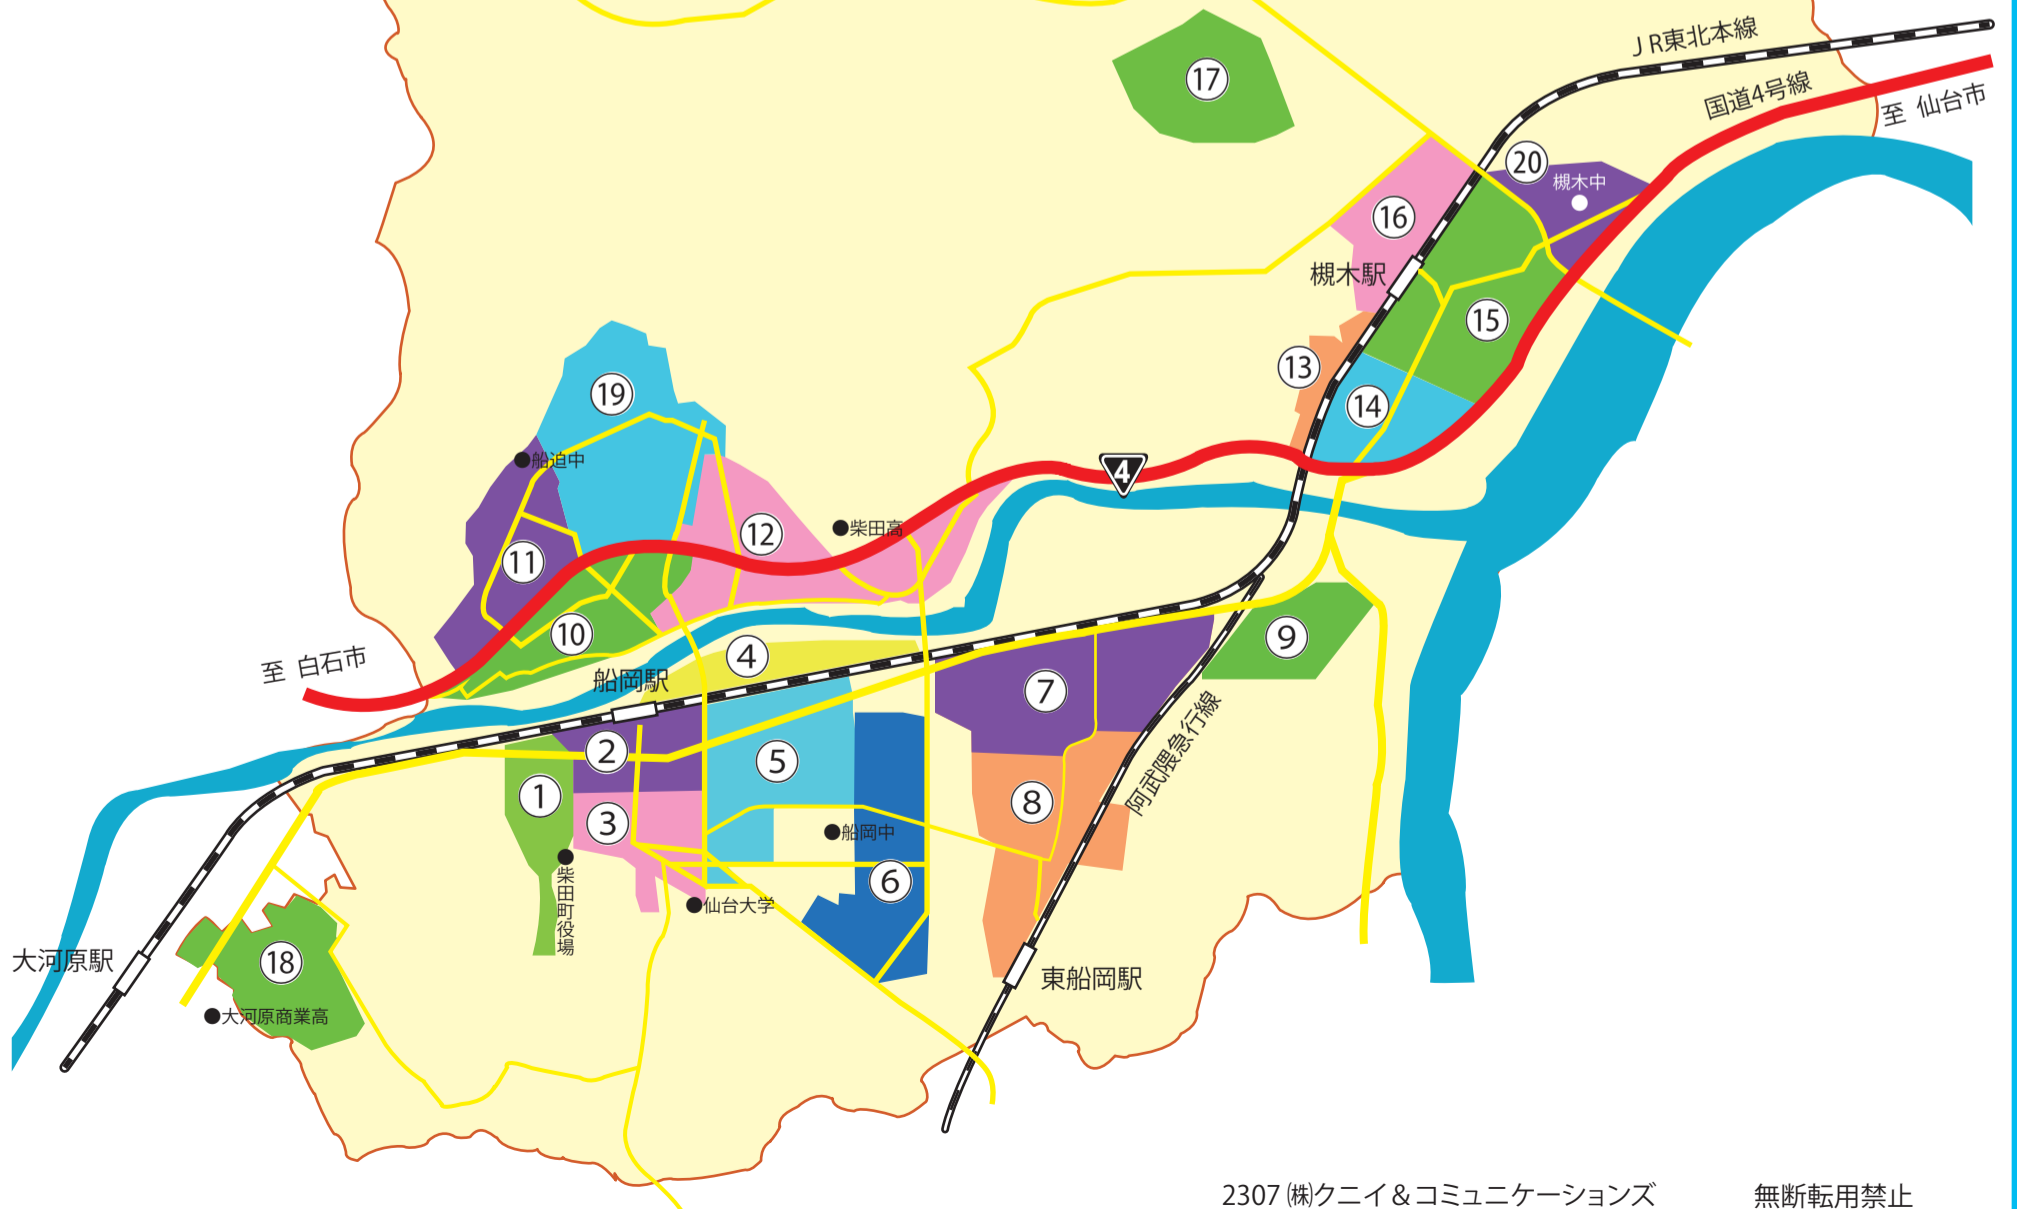 JR東北本線
国道4号線
至 仙台市
17
20
槻木中
16
槻木駅
15
13
14
19
船迫中
4
12
柴田高
11
10
9
至 白石市
船岡駅
4
7
阿武隈急行線
2
5
1
3
8
船岡中
柴田町役場
6
仙台大学
大河原駅
18
東船岡駅
大河原商業高
2307 ㈱クニイ＆コミュニケーションズ 無断転用禁止